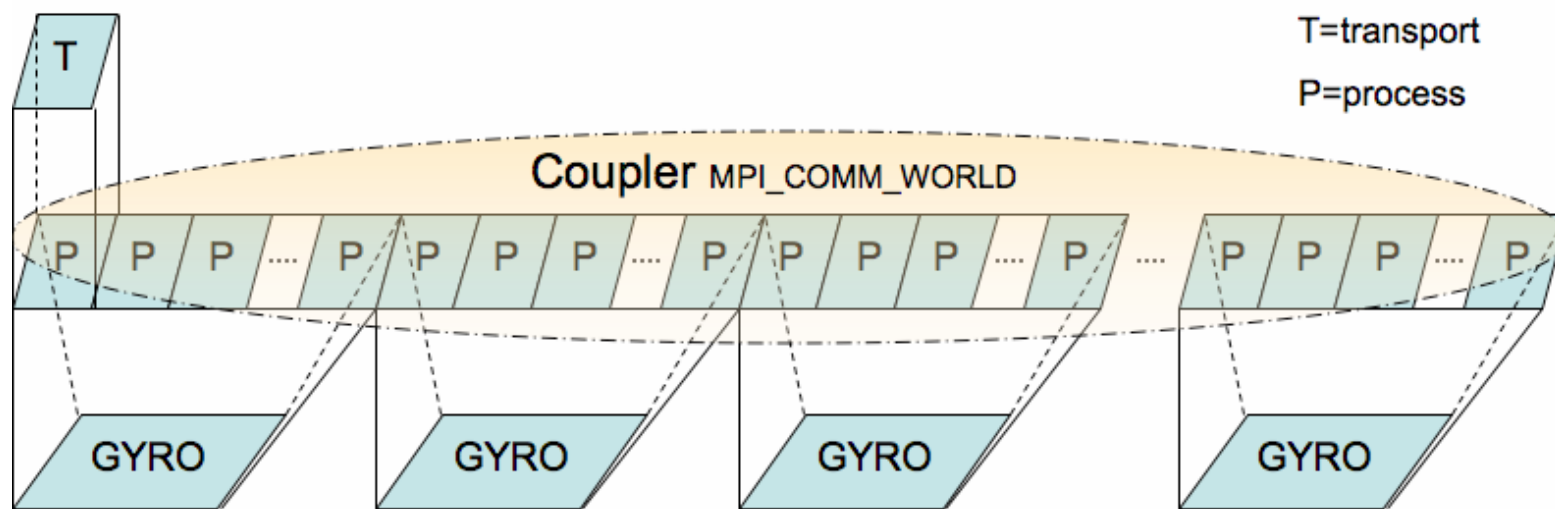 T
T=transport
P=process
Coupler MPI_COMM_WORLD
P P P .... P P P P .... P P P P .... P .... P P P .... P
GYRO GYRO GYRO GYRO